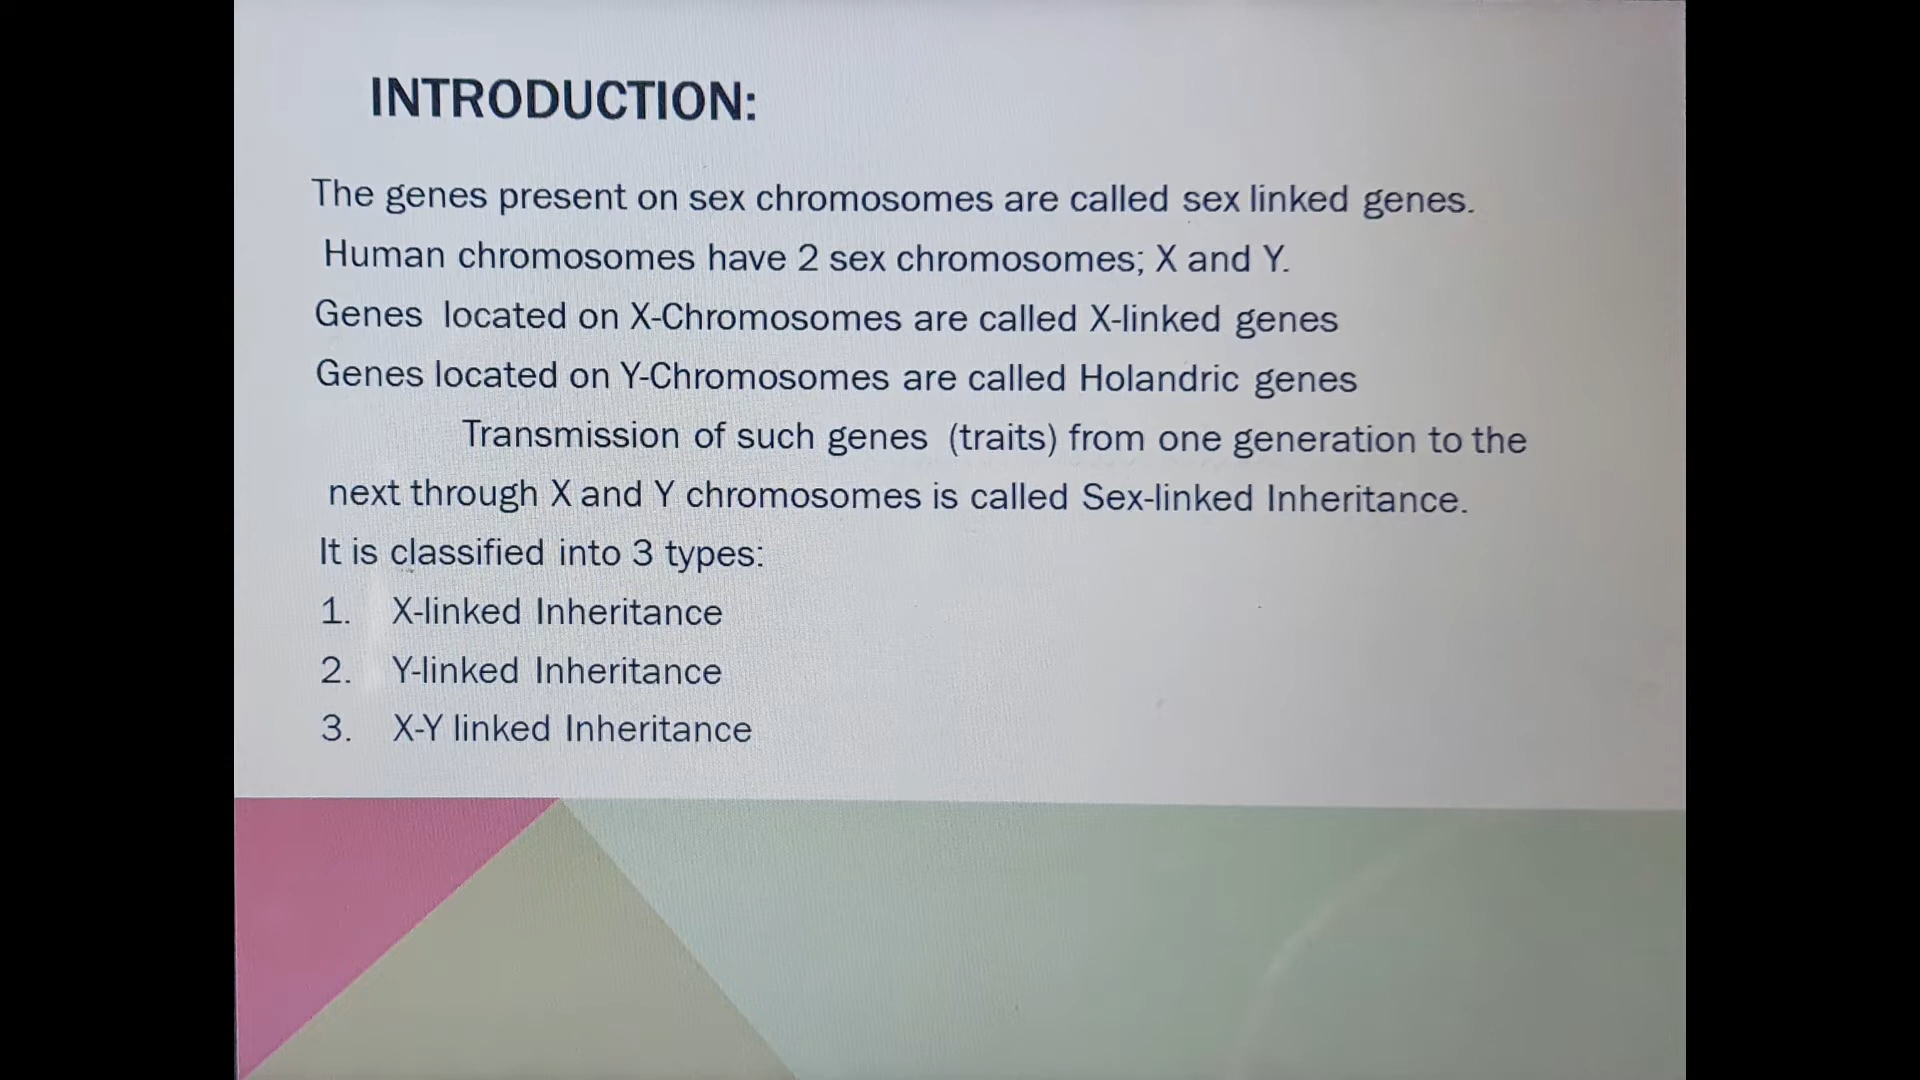 INTRODUCTION:
The genes present on sex chromosomes are called sex linked genes.
Human chromosomes have 2 sex chromosomes; X and Y.
Genes located on X-Chromosomes are called X-linked genes
Genes located on Y-Chromosomes are called Holandric genes
Transmission of such genes (traits) from one generation to the
next through X and Y chromosomes is called Sex-linked Inheritance.
It is classified into 3 types:
1. X-linked Inheritance
2. Y-linked Inheritance
3. X-Y linked Inheritance